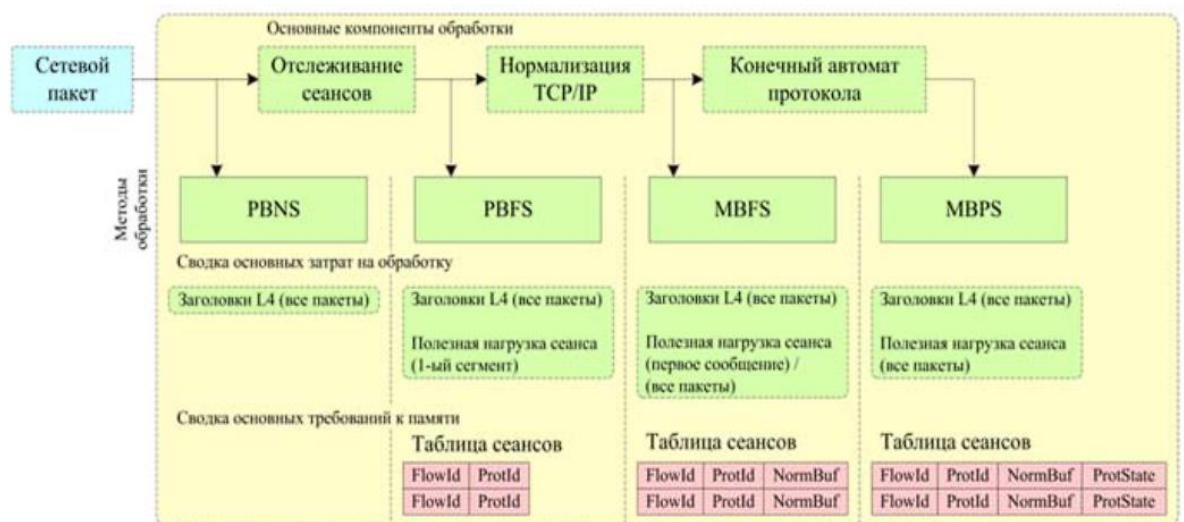 Основные компоненты обработки
Сетевой
пакет
Отслеживание
сеансов
Нормализация
TCP/IP
Конечный автомат
протокола
Методы
обработки
PBNS
PBFS
MBFS
MBPS
Сводка основных затрат на обработку
Заголовки L4 (все пакеты)
Заголовки L4 (все пакеты)
Полезная нагрузка сеанса
(1-ый сегмент)
Заголовки L4 (все пакеты)
Полезная нагрузка сеанса
(первое сообщение) /
(все пакеты)
Заголовки L4 (все пакеты)
Полезная нагрузка сеанса
(все пакеты)
Сводка основных требований к памяти
Таблица сеансов
FlowId ProtId
FlowId ProtId
Таблица сеансов
FlowId ProtId NormBuf
FlowId ProtId NormBuf
Таблица сеансов
FlowId ProtId NormBuf ProtState
FlowId ProtId NormBuf ProtState